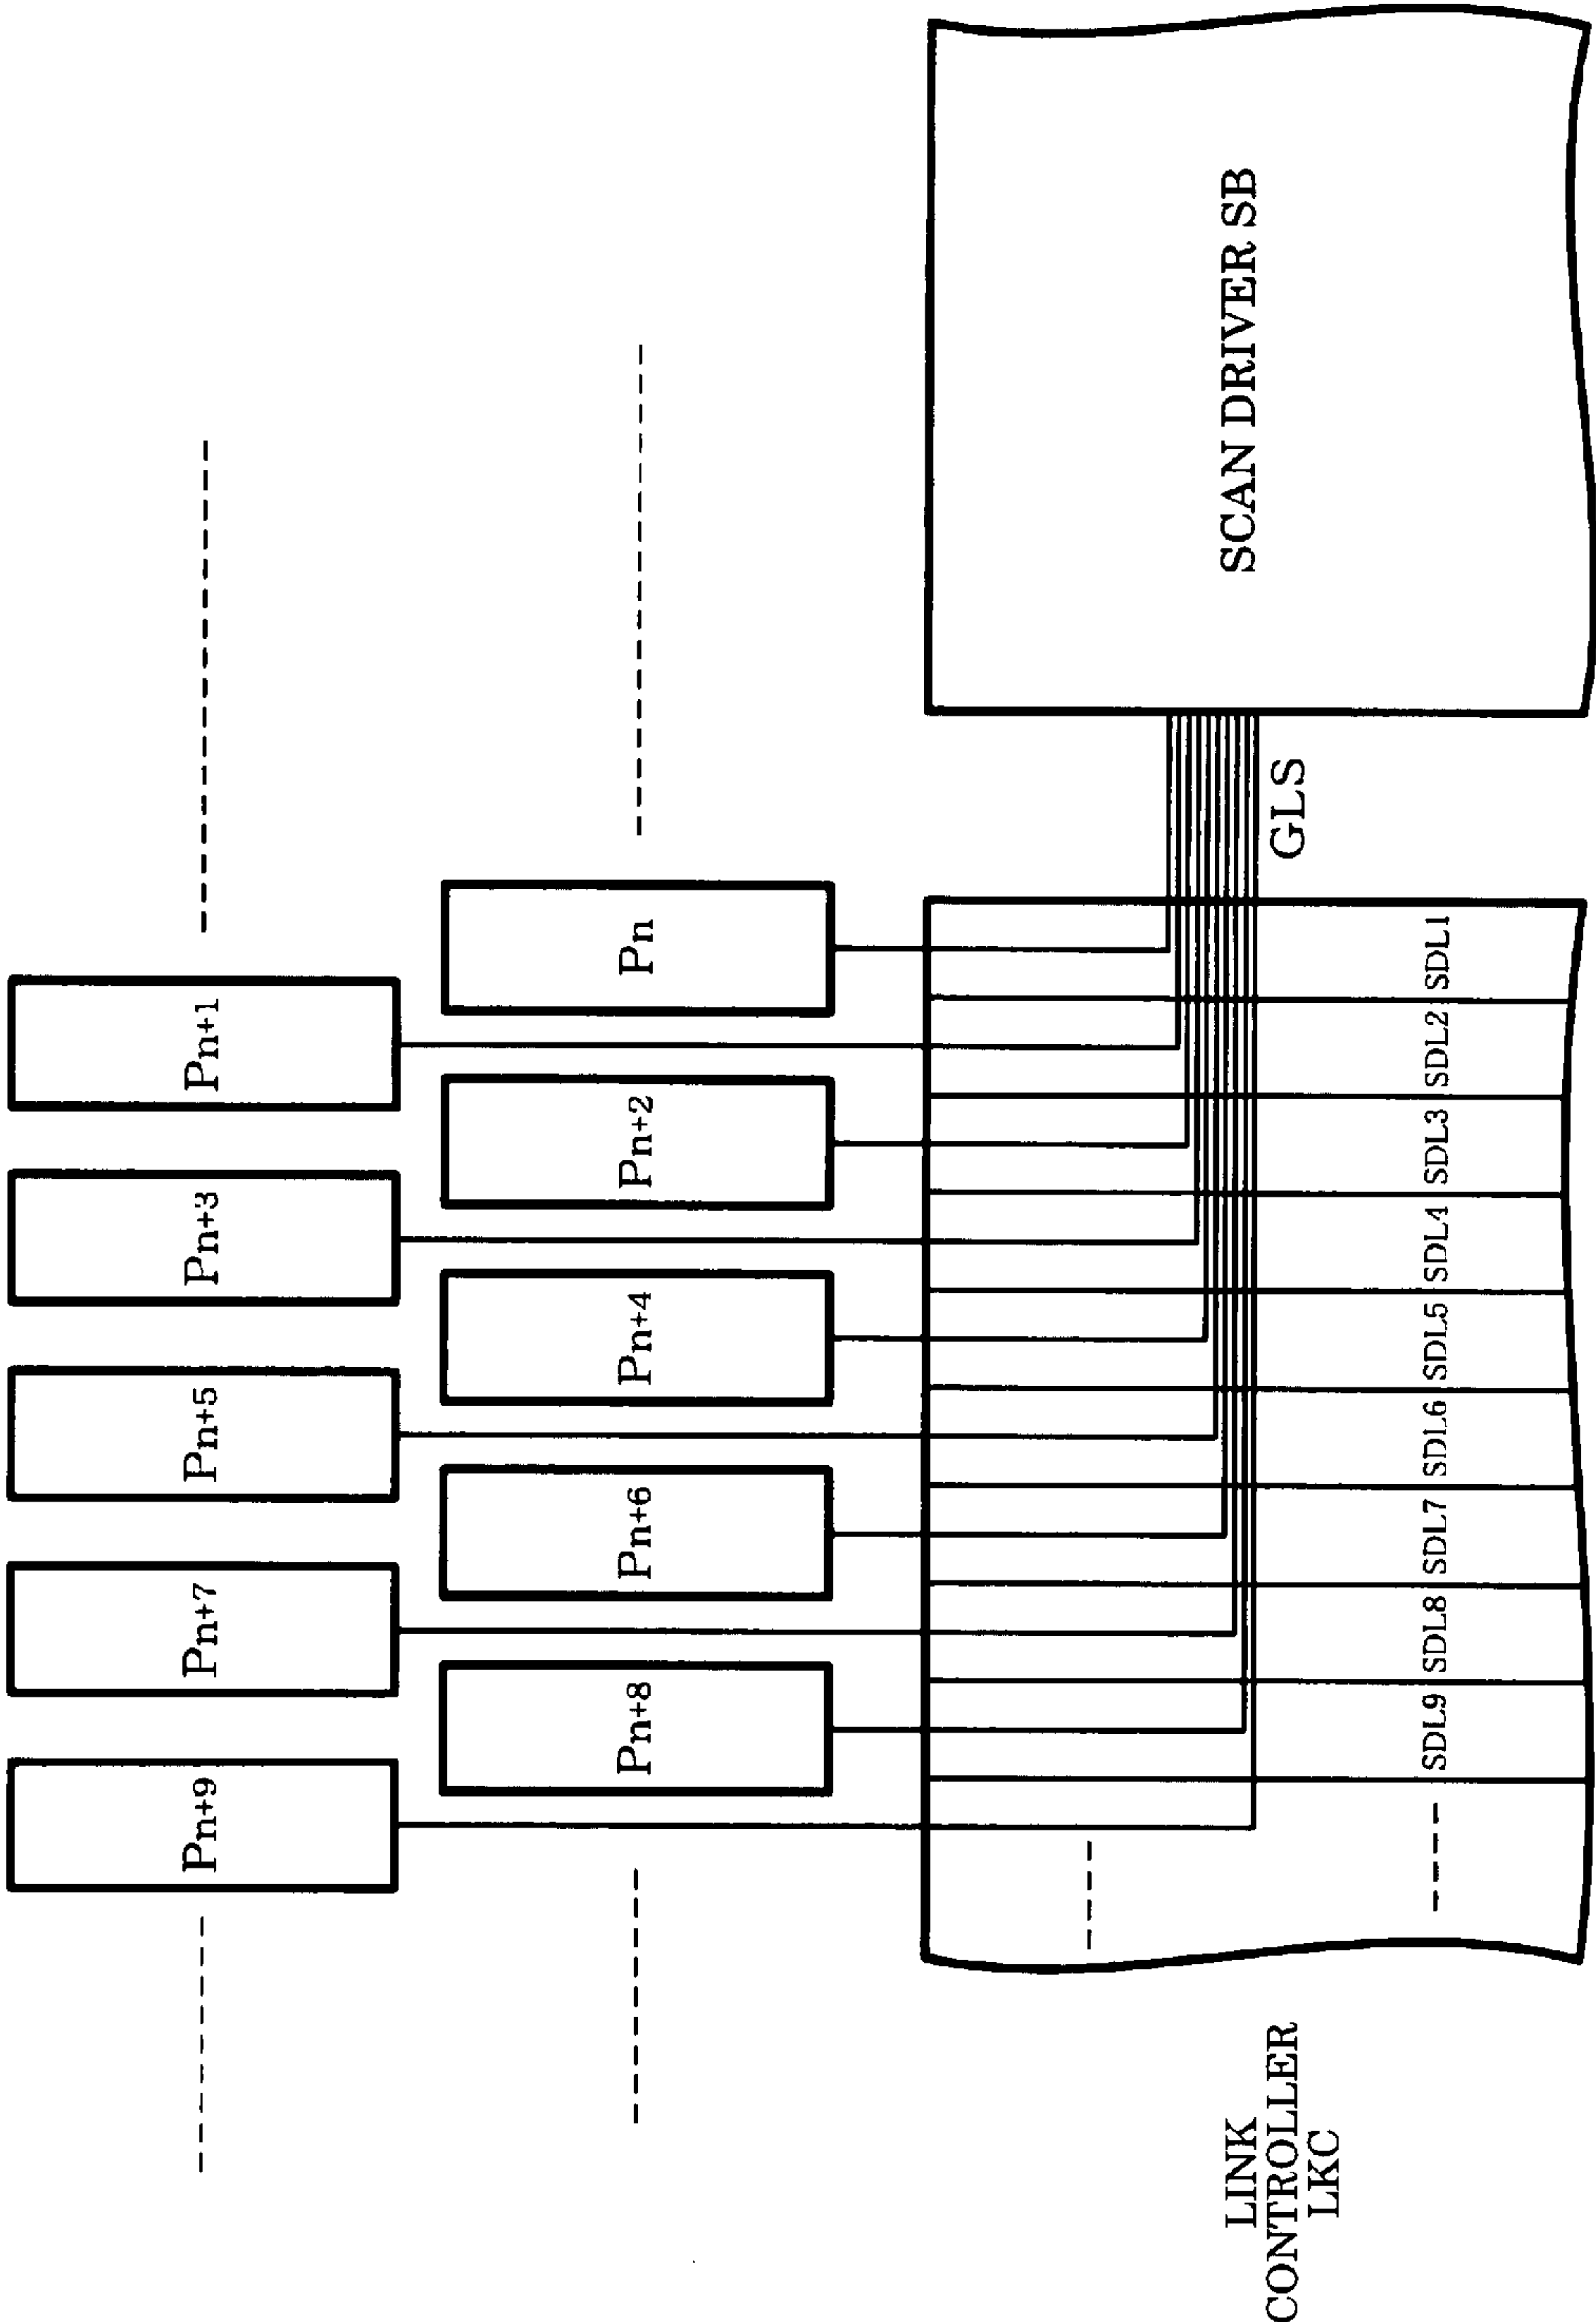 Pn+9
Pn+7
Pn+5
Pn+3
Pn+1
Pn+8
Pn+6
Pn+4
Pn+2
Pn
LINK
CONTROLLER
LKC
GLS
SCAN DRIVER SB
SDL9
SDL8
SDL7
SDL6
SDL5
SDL4
SDL3
SDL2
SDL1